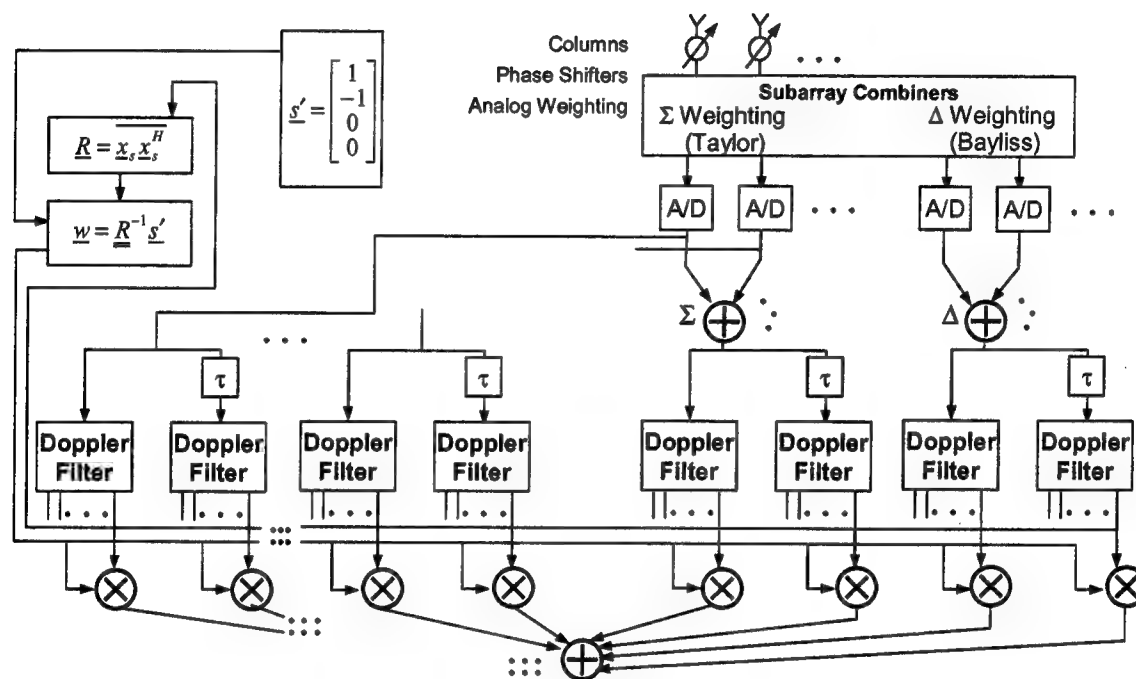 Columns
Phase Shifters
Analog Weighting
Subarray Combiners
Σ Weighting
(Taylor)
Δ Weighting
(Bayliss)
s' = [1 -1 0 0]
R = x_s x_s^H
w = R^-1 s'
A/D A/D . . . A/D A/D . . .
Σ + Δ +
. . .
τ τ τ τ
Doppler Filter
Doppler Filter
Doppler Filter
Doppler Filter
Doppler Filter
Doppler Filter
Doppler Filter
Doppler Filter